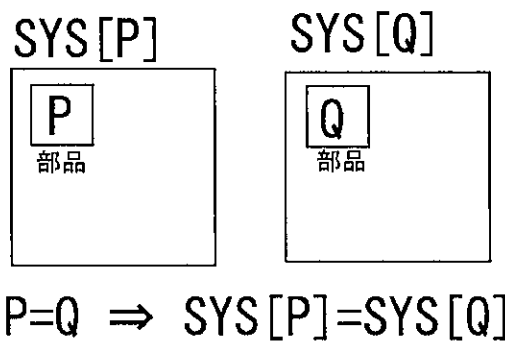 SYS[P]
SYS[Q]
P
部品
Q
部品
P=Q ⇒ SYS[P]=SYS[Q]